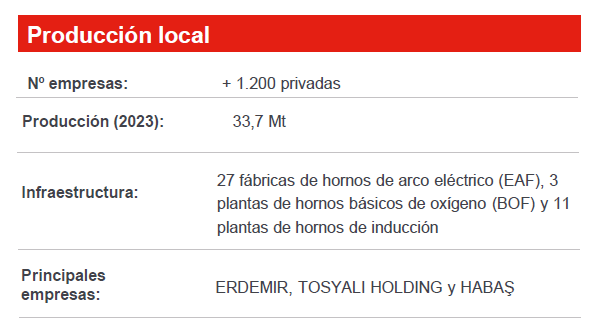 Producción local
Nº empresas: + 1.200 privadas
Producción (2023): 33,7 Mt
Infraestructura: 27 fábricas de hornos de arco eléctrico (EAF), 3
plantas de hornos básicos de oxígeno (BOF) y 11
plantas de hornos de inducción
Principales
empresas: ERDEMIR, TOSYALI HOLDING y HABAŞ